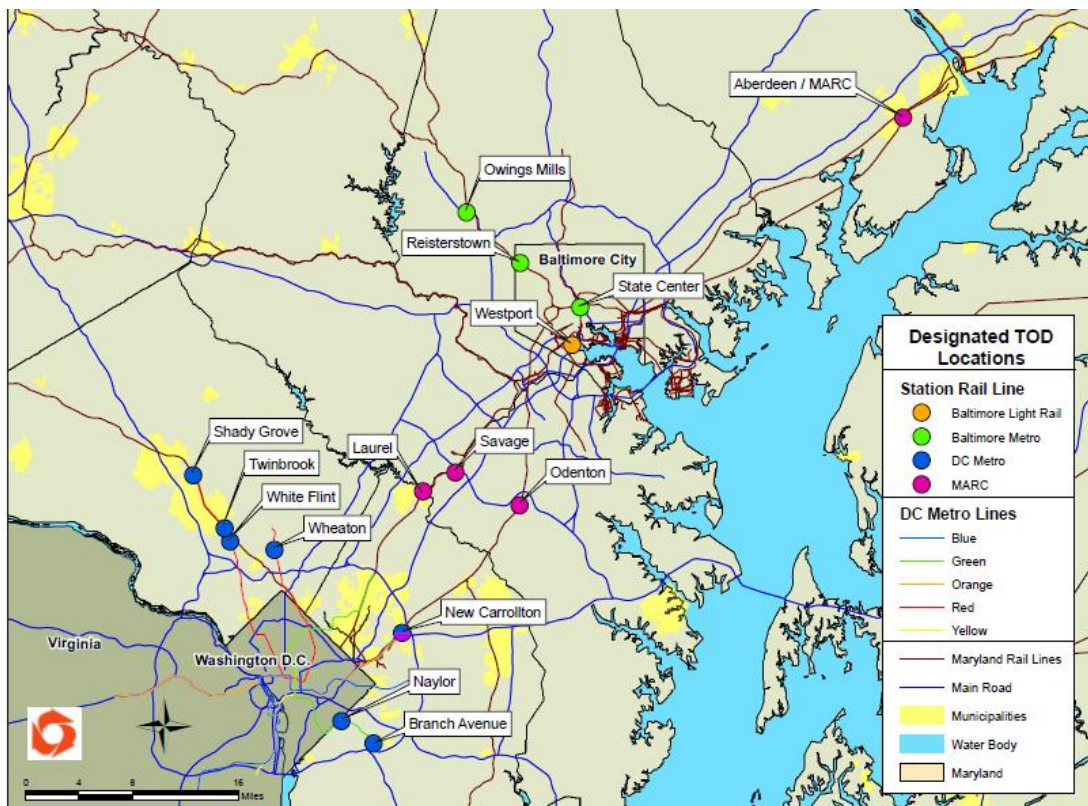 Aberdeen / MARC
Owings Mills
Reisterstown
Baltimore City
State Center
Westport
Shady Grove
Twinbrook
White Flint
Wheaton
Laurel
Savage
Odenton
New Carrollton
Virginia
Washington D.C.
Naylor
Branch Avenue
0 4 8 16
Miles
Designated TOD
Locations
Station Rail Line
Baltimore Light Rail
Baltimore Metro
DC Metro
MARC
DC Metro Lines
Blue
Green
Orange
Red
Yellow
Maryland Rail Lines
Main Road
Municipalities
Water Body
Maryland